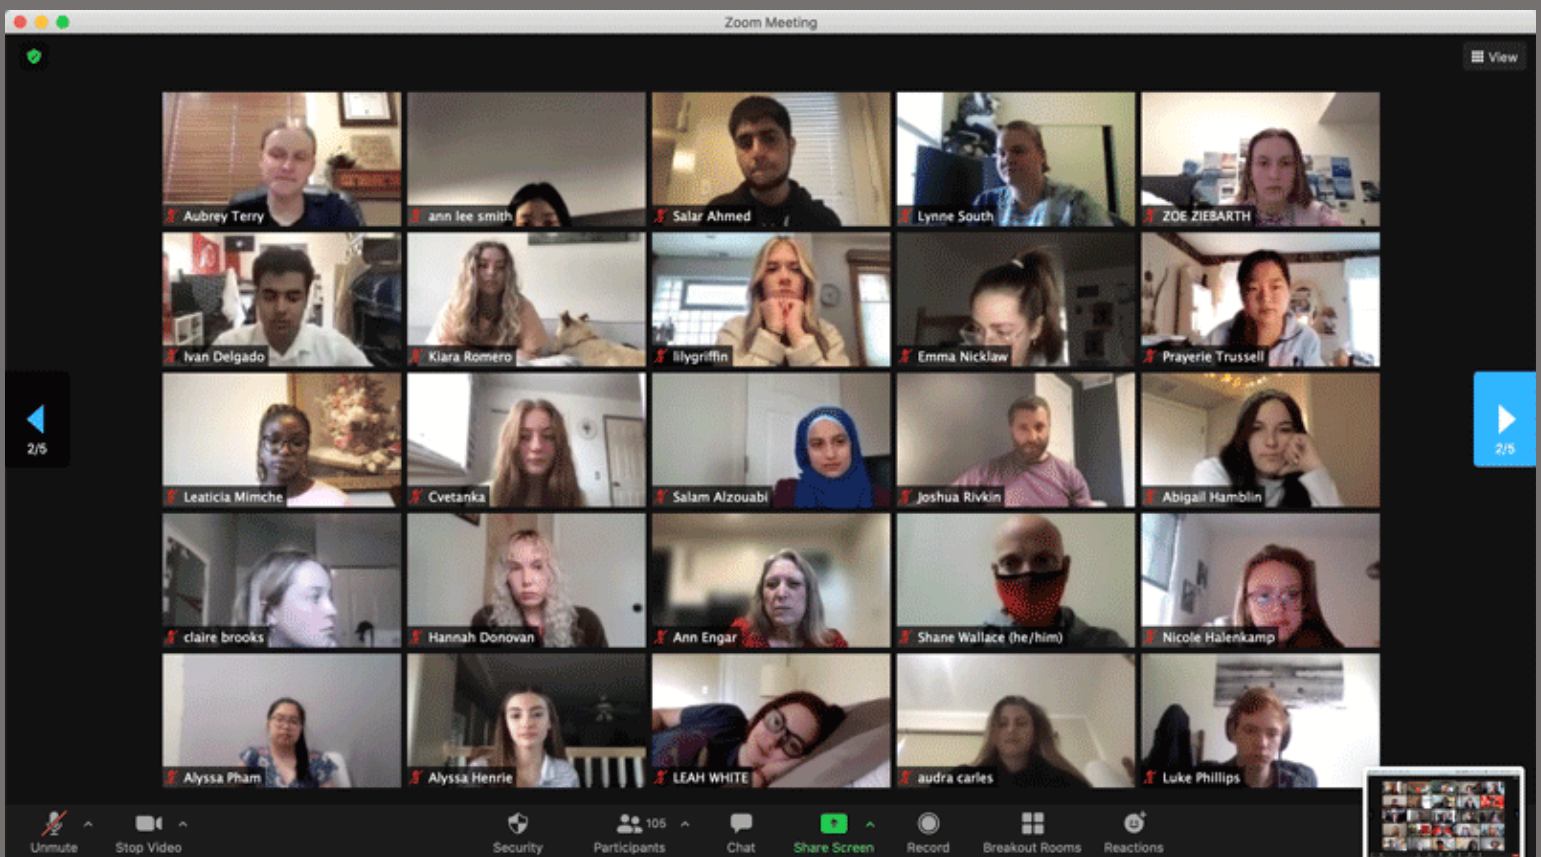 Zoom Meeting
View
Aubrey Terry
ann lee smith
Salar Ahmed
Lynne South
ZOE ZIEBARTH
Ivan Delgado
Kiara Romero
lilygriffin
Emma Nicklaw
Prayerie Trussell
2/5
2/5
Leaticia Mimche
Cvetanka
Salam Alzouabi
Joshua Rivkin
Abigail Hamblin
claire brooks
Hannah Donovan
Ann Engar
Shane Wallace (he/him)
Nicole Halenkamp
Alyssa Pham
Alyssa Henrie
LEAH WHITE
audra carles
Luke Phillips
105
Unmute
Stop Video
Security
Participants
Chat
Share Screen
Record
Breakout Rooms
Reactions